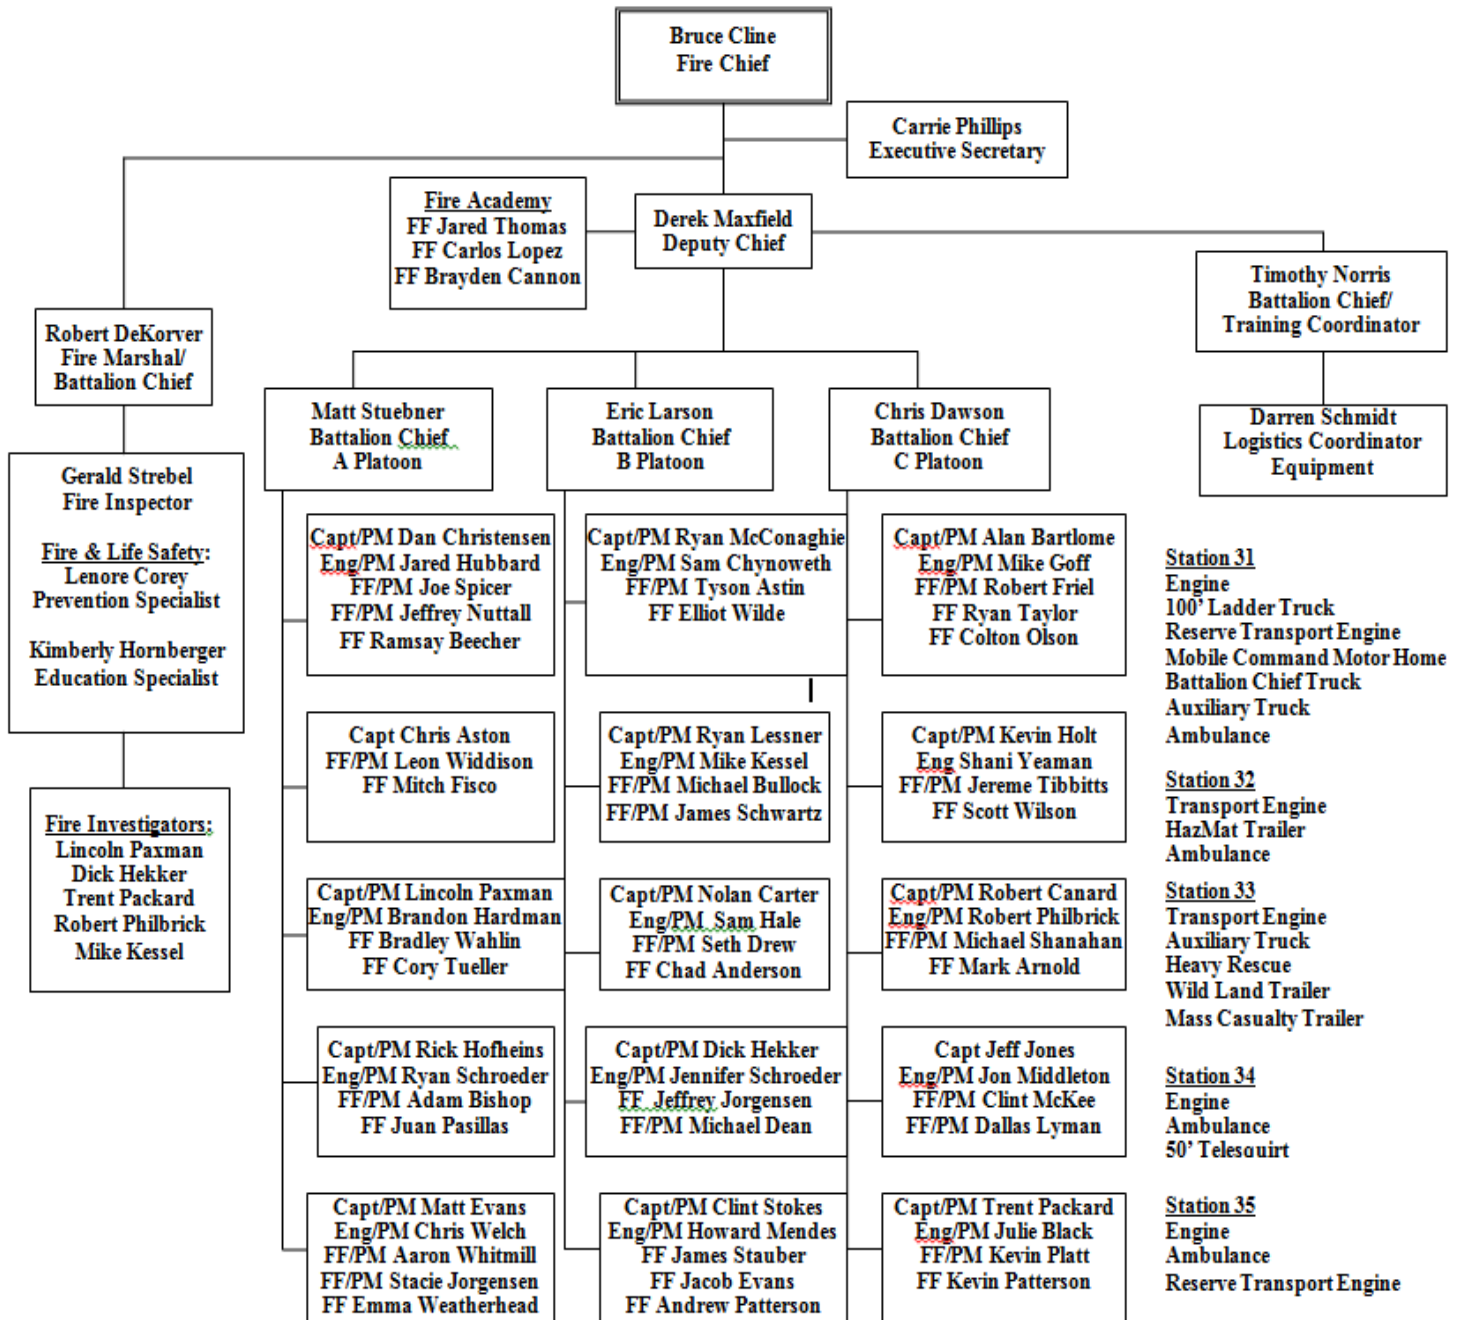 Bruce Cline
Fire Chief
Carrie Phillips
Executive Secretary
Fire Academy
FF Jared Thomas
FF Carlos Lopez
FF Brayden Cannon
Derek Maxfield
Deputy Chief
Timothy Norris
Battalion Chief/
Training Coordinator
Robert DeKorver
Fire Marshal/
Battalion Chief
Darren Schmidt
Logistics Coordinator
Equipment
Gerald Strebel
Fire Inspector
Fire & Life Safety:
Lenore Corey
Prevention Specialist
Kimberly Hornberger
Education Specialist
Fire Investigators:
Lincoln Paxman
Dick Hekker
Trent Packard
Robert Philbrick
Mike Kessel
Matt Stuebner
Battalion Chief
A Platoon
Capt/PM Dan Christensen
Eng/PM Jared Hubbard
FF/PM Joe Spicer
FF/PM Jeffrey Nuttall
FF Ramsay Beecher
Capt Chris Aston
FF/PM Leon Widdison
FF Mitch Fisco
Capt/PM Lincoln Paxman
Eng/PM Brandon Hardman
FF Bradley Wahlin
FF Cory Tueller
Capt/PM Rick Hofheins
Eng/PM Ryan Schroeder
FF/PM Adam Bishop
FF Juan Pasillas
Capt/PM Matt Evans
Eng/PM Chris Welch
FF/PM Aaron Whitmill
FF/PM Stacie Jorgensen
FF Emma Weatherhead
Eric Larson
Battalion Chief
B Platoon
Capt/PM Ryan McConaghie
Eng/PM Sam Chynoweth
FF/PM Tyson Astin
FF Elliot Wilde
Capt/PM Ryan Lessner
Eng/PM Mike Kessel
FF/PM Michael Bullock
FF/PM James Schwartz
Capt/PM Nolan Carter
Eng/PM Sam Hale
FF/PM Seth Drew
FF Chad Anderson
Capt/PM Dick Hekker
Eng/PM Jennifer Schroeder
FF Jeffrey Jorgensen
FF/PM Michael Dean
Capt/PM Clint Stokes
Eng/PM Howard Mendes
FF James Stauber
FF Jacob Evans
FF Andrew Patterson
Chris Dawson
Battalion Chief
C Platoon
Capt/PM Alan Bartlome
Eng/PM Mike Goff
FF/PM Robert Friel
FF Ryan Taylor
FF Colton Olson
Capt/PM Kevin Holt
Eng Shani Yeaman
FF/PM Jereme Tibbitts
FF Scott Wilson
Capt/PM Robert Canard
Eng/PM Robert Philbrick
FF/PM Michael Shanahan
FF Mark Arnold
Capt Jeff Jones
Eng/PM Jon Middleton
FF/PM Clint McKee
FF/PM Dallas Lyman
Capt/PM Trent Packard
Eng/PM Julie Black
FF/PM Kevin Platt
FF Kevin Patterson
Station 31
Engine
100’ Ladder Truck
Reserve Transport Engine
Mobile Command Motor Home
Battalion Chief Truck
Auxiliary Truck
Ambulance
Station 32
Transport Engine
HazMat Trailer
Ambulance
Station 33
Transport Engine
Auxiliary Truck
Heavy Rescue
Wild Land Trailer
Mass Casualty Trailer
Station 34
Engine
Ambulance
50’ Telesquirt
Station 35
Engine
Ambulance
Reserve Transport Engine